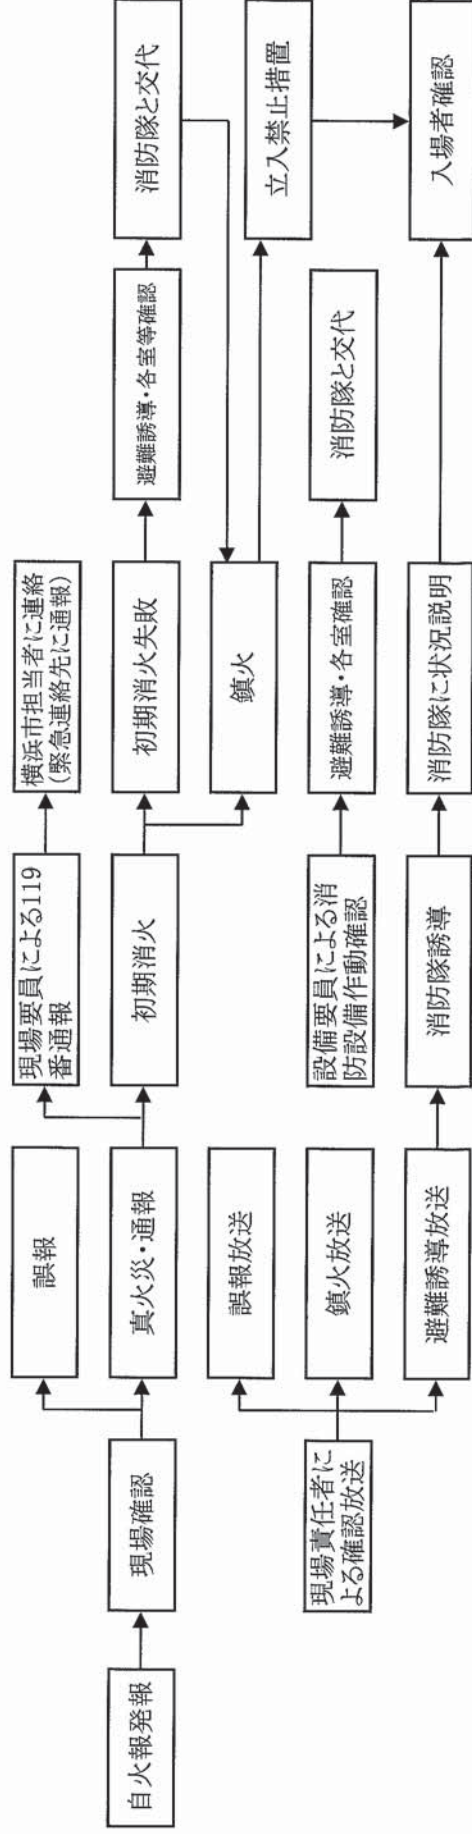 自火報発報
現場確認
誤報
真火災・通報
現場要員による119
番通報
横浜市担当者に連絡
(緊急連絡先に通報)
初期消火
初期消火失敗
避難誘導・各室等確認
消防隊と交代
鎮火
立入禁止措置
現場責任者に
よる確認放送
誤報放送
鎮火放送
避難誘導放送
設備要員による消
防設備作動確認
避難誘導・各室確認
消防隊と交代
消防隊誘導
消防隊に状況説明
入場者確認